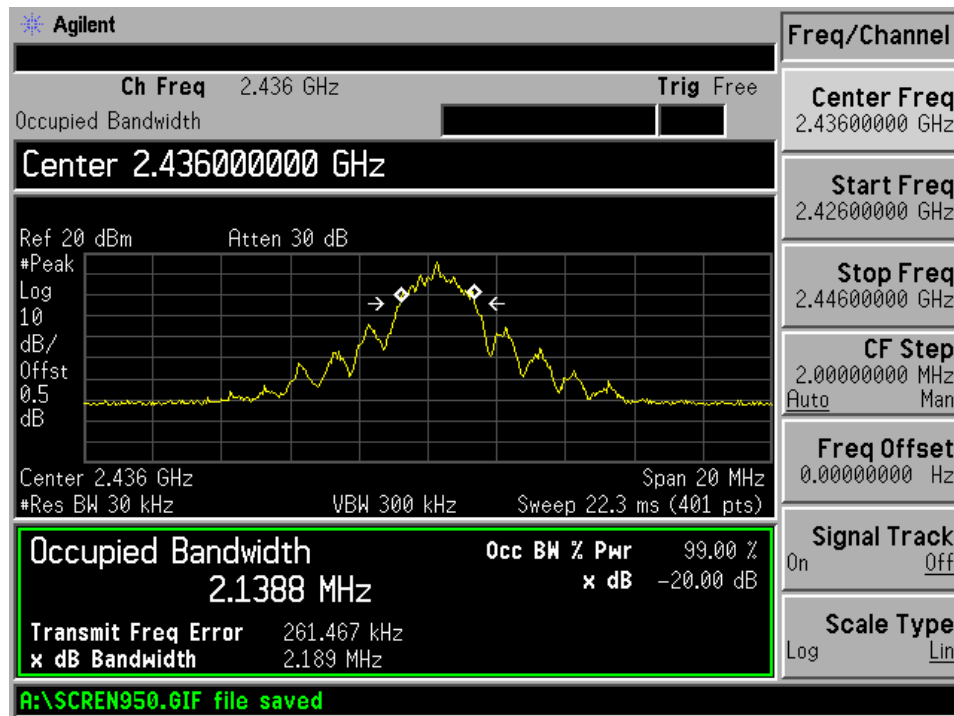 Agilent
Freq/Channel
Ch Freq 2.436 GHz Trig Free
Occupied Bandwidth
Center 2.436000000 GHz
Ref 20 dBm Atten 30 dB
#Peak
Log
10
dB/
Offst
0.5
dB
Center 2.436 GHz Span 20 MHz
#Res BW 30 kHz VBW 300 kHz Sweep 22.3 ms (401 pts)
Occupied Bandwidth
2.1388 MHz
Occ BW % Pwr 99.00 %
x dB -20.00 dB
Transmit Freq Error 261.467 kHz
x dB Bandwidth 2.189 MHz
A:\SCREN950.GIF file saved
Center Freq
2.43600000 GHz
Start Freq
2.42600000 GHz
Stop Freq
2.44600000 GHz
CF Step
2.00000000 MHz
Auto Man
Freq Offset
0.00000000 Hz
Signal Track
On Off
Scale Type
Log Lin